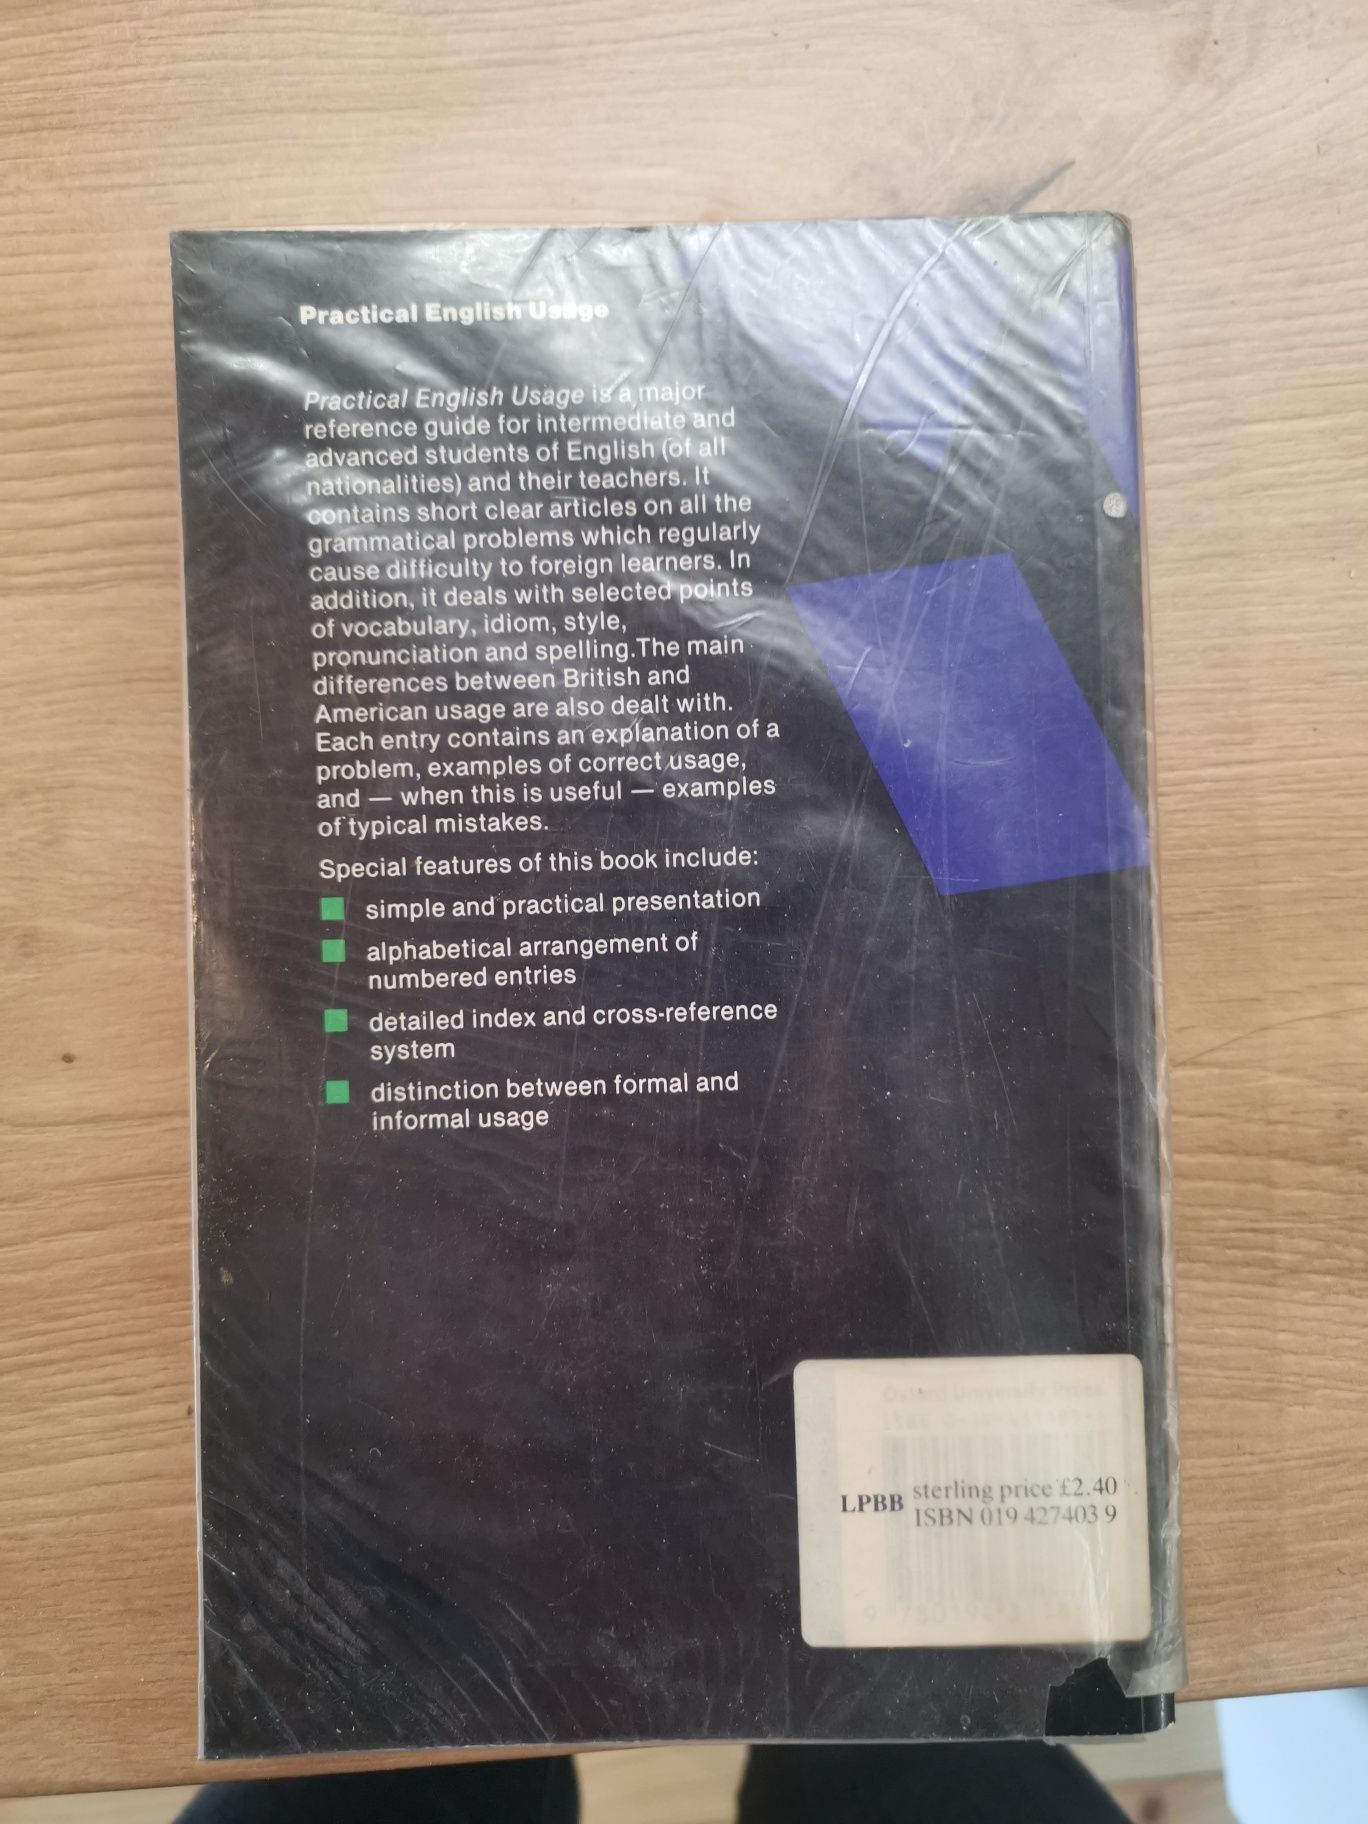 Practical English Usage
Practical English Usage is a major
reference guide for intermediate and
advanced students of English (of all
nationalities) and their teachers. It
contains short clear articles on all the
grammatical problems which regularly
cause difficulty to foreign learners. In
addition, it deals with selected points
of vocabulary, idiom, style,
pronunciation and spelling.The main
differences between British and
American usage are also dealt with.
Each entry contains an explanation of a
problem, examples of correct usage,
and — when this is useful — examples
of typical mistakes.
Special features of this book include:
simple and practical presentation
alphabetical arrangement of
numbered entries
detailed index and cross-reference
system
distinction between formal and
informal usage
Oxford University Press
LPBB sterling price £2.40
ISBN 019 427403 9